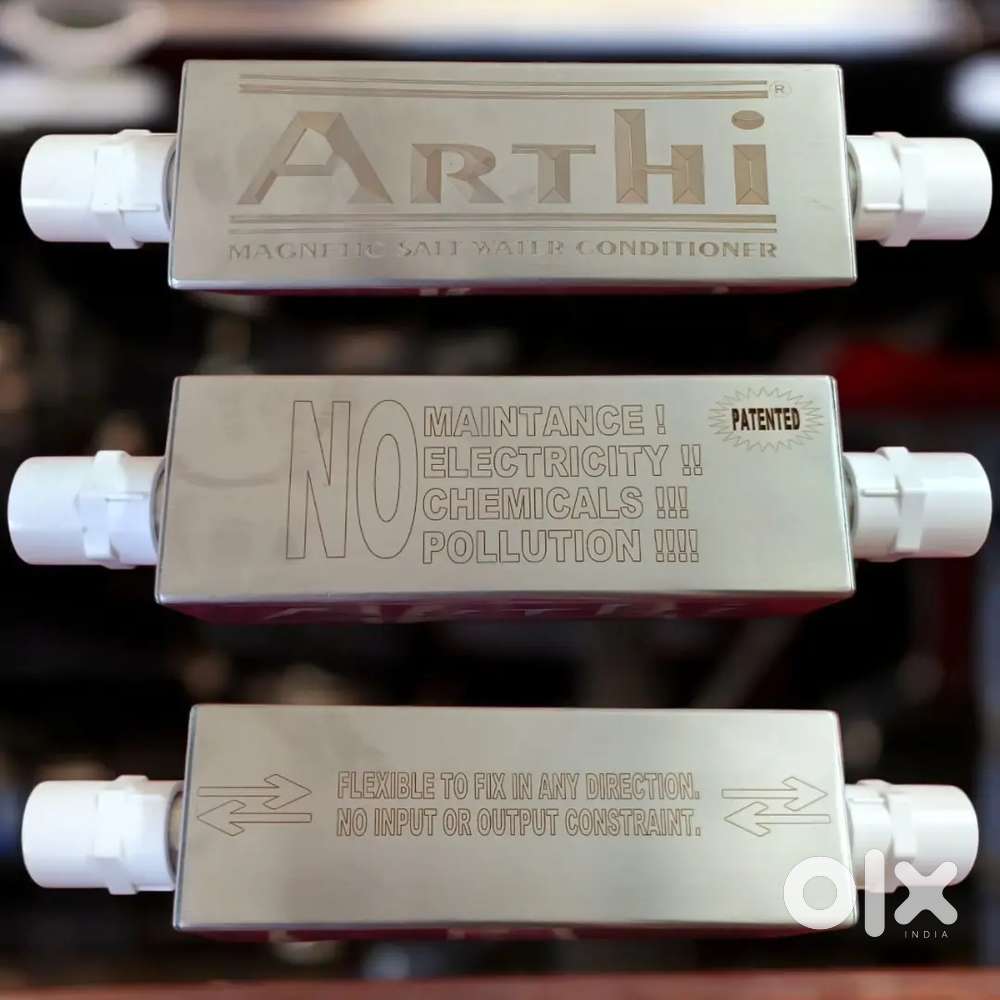 ARTHI ®
MAGNETIC SALT WATER CONDITIONER
NO
MAINTANCE !
ELECTRICITY !!
CHEMICALS !!!
POLLUTION !!!!
PATENTED
FLEXIBLE TO FIX IN ANY DIRECTION.
NO INPUT OR OUTPUT CONSTRAINT.
olx
INDIA